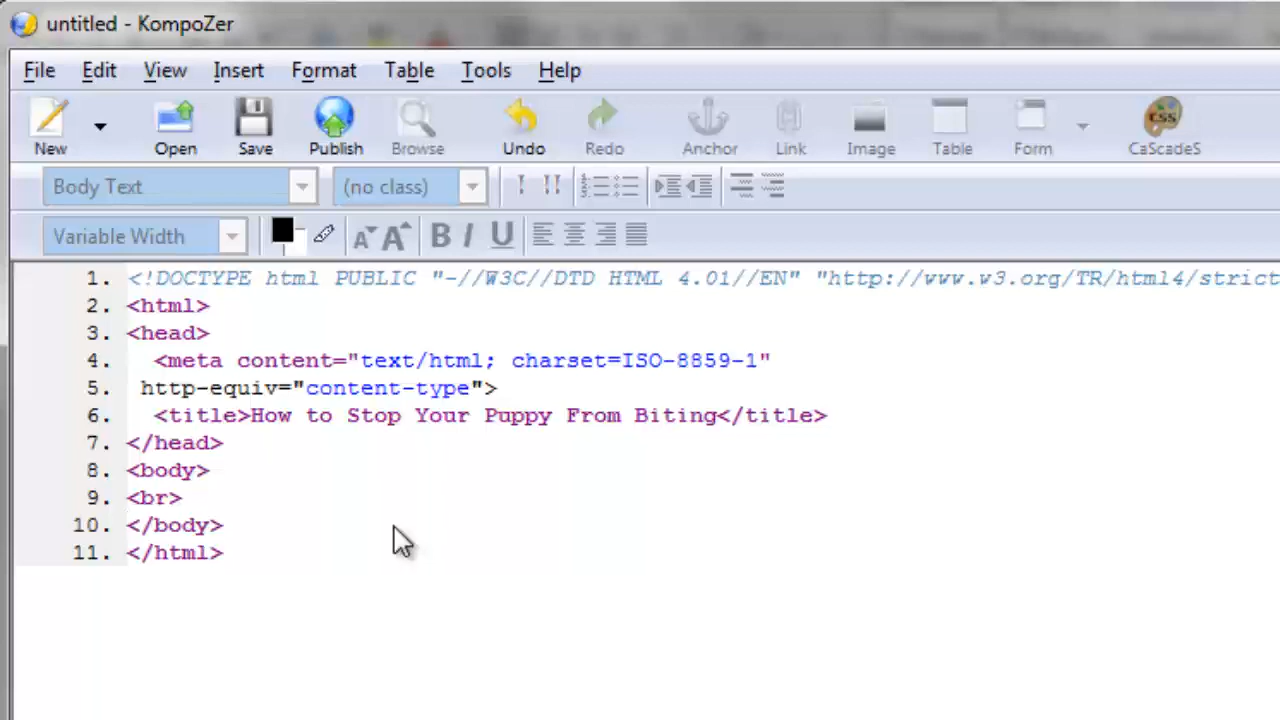 untitled - KompoZer
File Edit View Insert Format Table Tools Help
New Open Save Publish Browse Undo Redo Anchor Link Image Table Form CaScadeS
CSS
Body Text (no class)
Variable Width B I U
1. <!DOCTYPE html PUBLIC "-//W3C//DTD HTML 4.01//EN" "http://www.w3.org/TR/html4/strict
2. <html>
3. <head>
4. <meta content="text/html; charset=ISO-8859-1"
5. http-equiv="content-type">
6. <title>How to Stop Your Puppy From Biting</title>
7. </head>
8. <body>
9. <br>
10. </body>
11. </html>